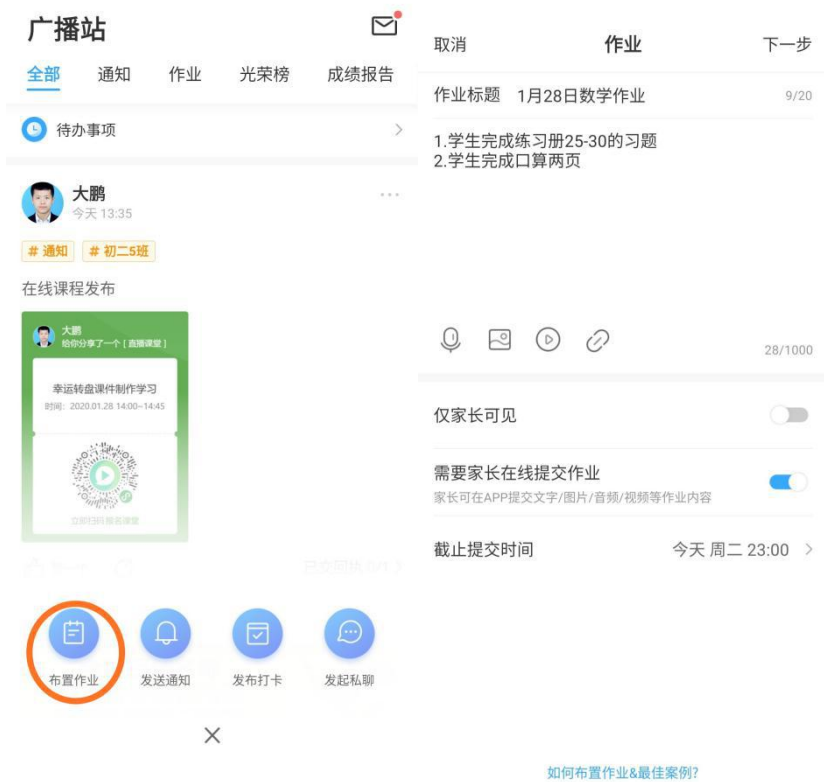 广播站
全部 通知 作业 光荣榜 成绩报告
待办事项
大鹏
今天 13:35
# 通知 # 初二5班
在线课程发布
大鹏
给你分享了一个 [ 直播课堂 ]
幸运转盘课件制作学习
时间: 2020.01.28 14:00-14:45
立即扫码 报名课堂
布置作业 发送通知 发布打卡 发起私聊
取消 作业 下一步
作业标题 1月28日数学作业 9/20
1.学生完成练习册25-30的习题
2.学生完成口算两页
28/1000
仅家长可见
需要家长在线提交作业
家长可在APP提交文字/图片/音频/视频等作业内容
截止提交时间 今天 周二 23:00
如何布置作业&最佳案例?